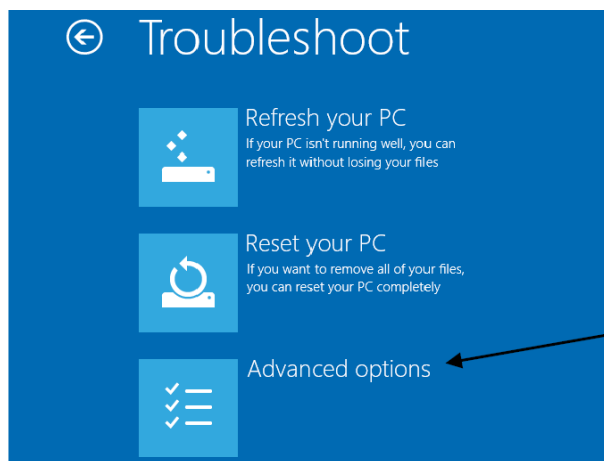 Troubleshoot
Refresh your PC
If your PC isn't running well, you can
refresh it without losing your files
Reset your PC
If you want to remove all of your files,
you can reset your PC completely
Advanced options